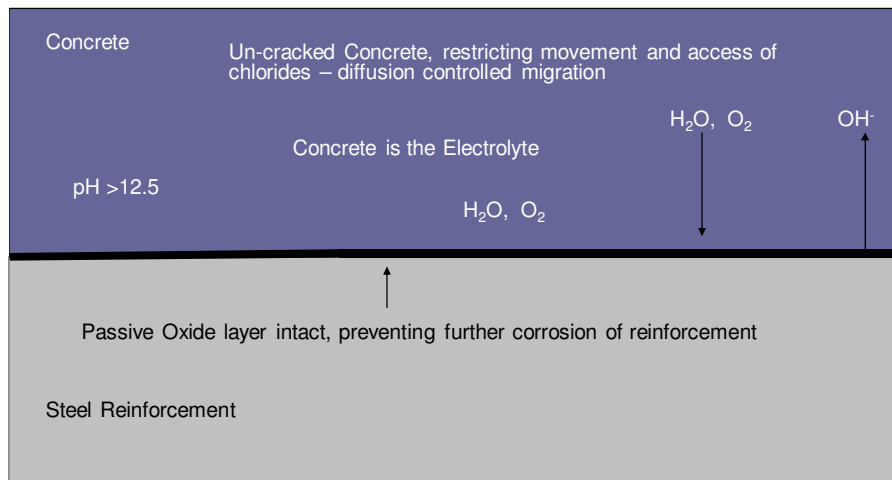 Concrete
Un-cracked Concrete, restricting movement and access of
chlorides – diffusion controlled migration
H₂O, O₂
OH⁻
Concrete is the Electrolyte
pH >12.5
H₂O, O₂
Passive Oxide layer intact, preventing further corrosion of reinforcement
Steel Reinforcement